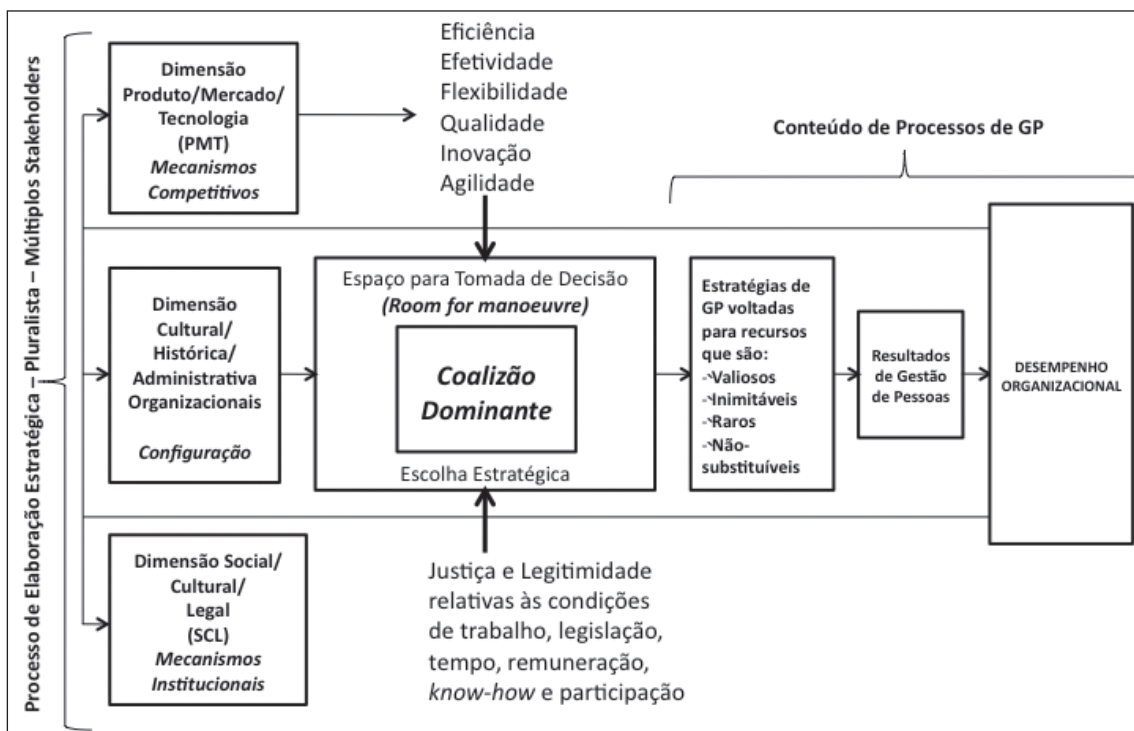 Processo de Elaboração Estratégica – Pluralista – Múltiplos Stakeholders
Dimensão
Produto/Mercado/
Tecnologia
(PMT)
Mecanismos
Competitivos
Eficiência
Efetividade
Flexibilidade
Qualidade
Inovação
Agilidade
Conteúdo de Processos de GP
Dimensão
Cultural/
Histórica/
Administrativa
Organizacionais
Configuração
Espaço para Tomada de Decisão
(Room for manoeuvre)
Coalizão
Dominante
Escolha Estratégica
Estratégias de
GP voltadas
para recursos
que são:
-Valiosos
-Inimitáveis
-Raros
-Não-
substituíveis
Resultados
de Gestão
de Pessoas
DESEMPENHO
ORGANIZACIONAL
Dimensão Social/
Cultural/
Legal
(SCL)
Mecanismos
Institucionais
Justiça e Legitimidade
relativas às condições
de trabalho, legislação,
tempo, remuneração,
know-how e participação